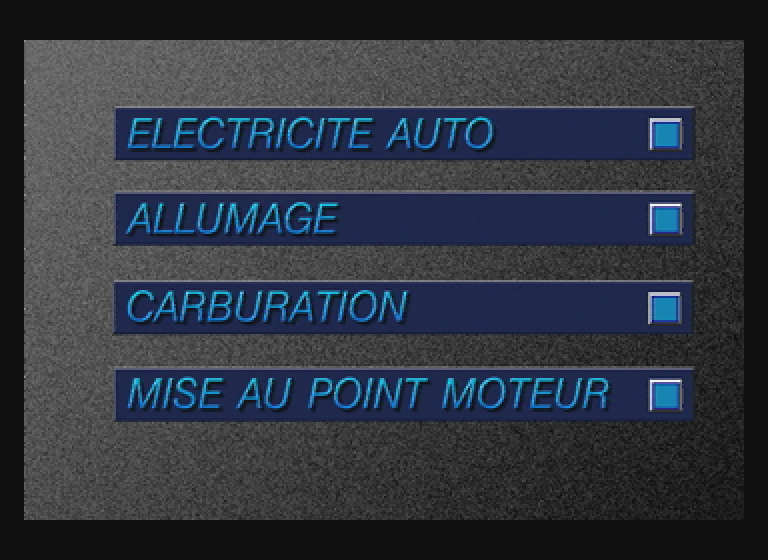 ELECTRICITE AUTO
ALLUMAGE
CARBURATION
MISE AU POINT MOTEUR